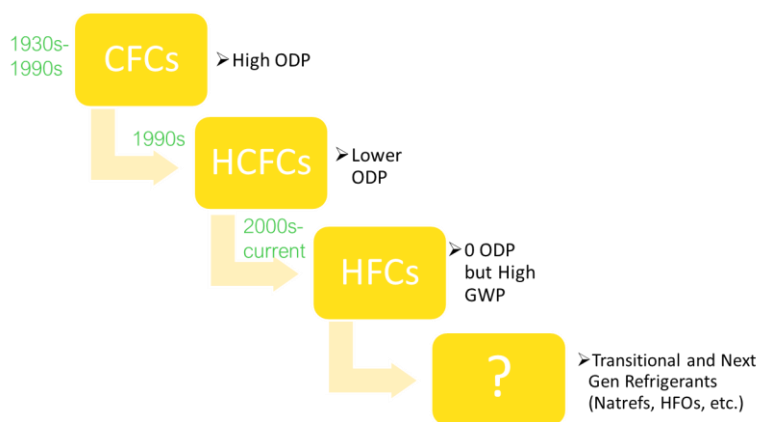 1930s-
1990s
CFCs
➢High ODP
1990s
HCFCs
➢Lower
ODP
2000s-
current
HFCs
➢0 ODP
but High
GWP
?
➢Transitional and Next
Gen Refrigerants
(Natrefs, HFOs, etc.)